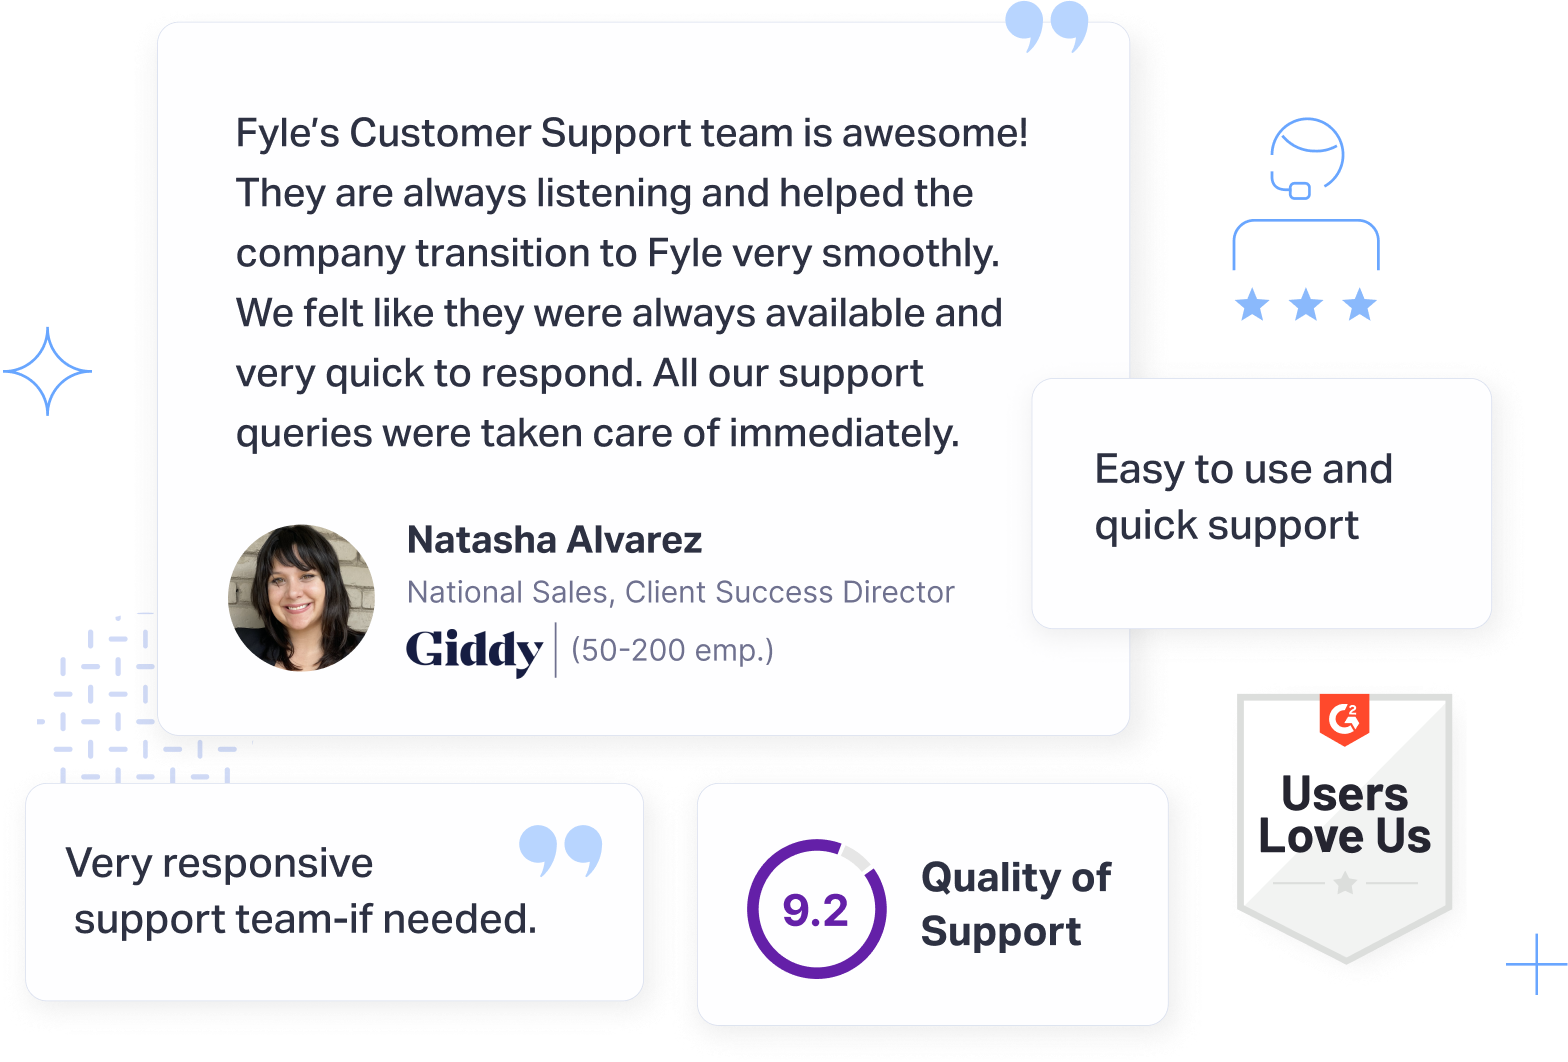 Fyle’s Customer Support team is awesome!
They are always listening and helped the
company transition to Fyle very smoothly.
We felt like they were always available and
very quick to respond. All our support
queries were taken care of immediately.
Natasha Alvarez
National Sales, Client Success Director
Giddy (50-200 emp.)
Easy to use and
quick support
Very responsive
support team-if needed.
9.2
Quality of
Support
G2
Users
Love Us